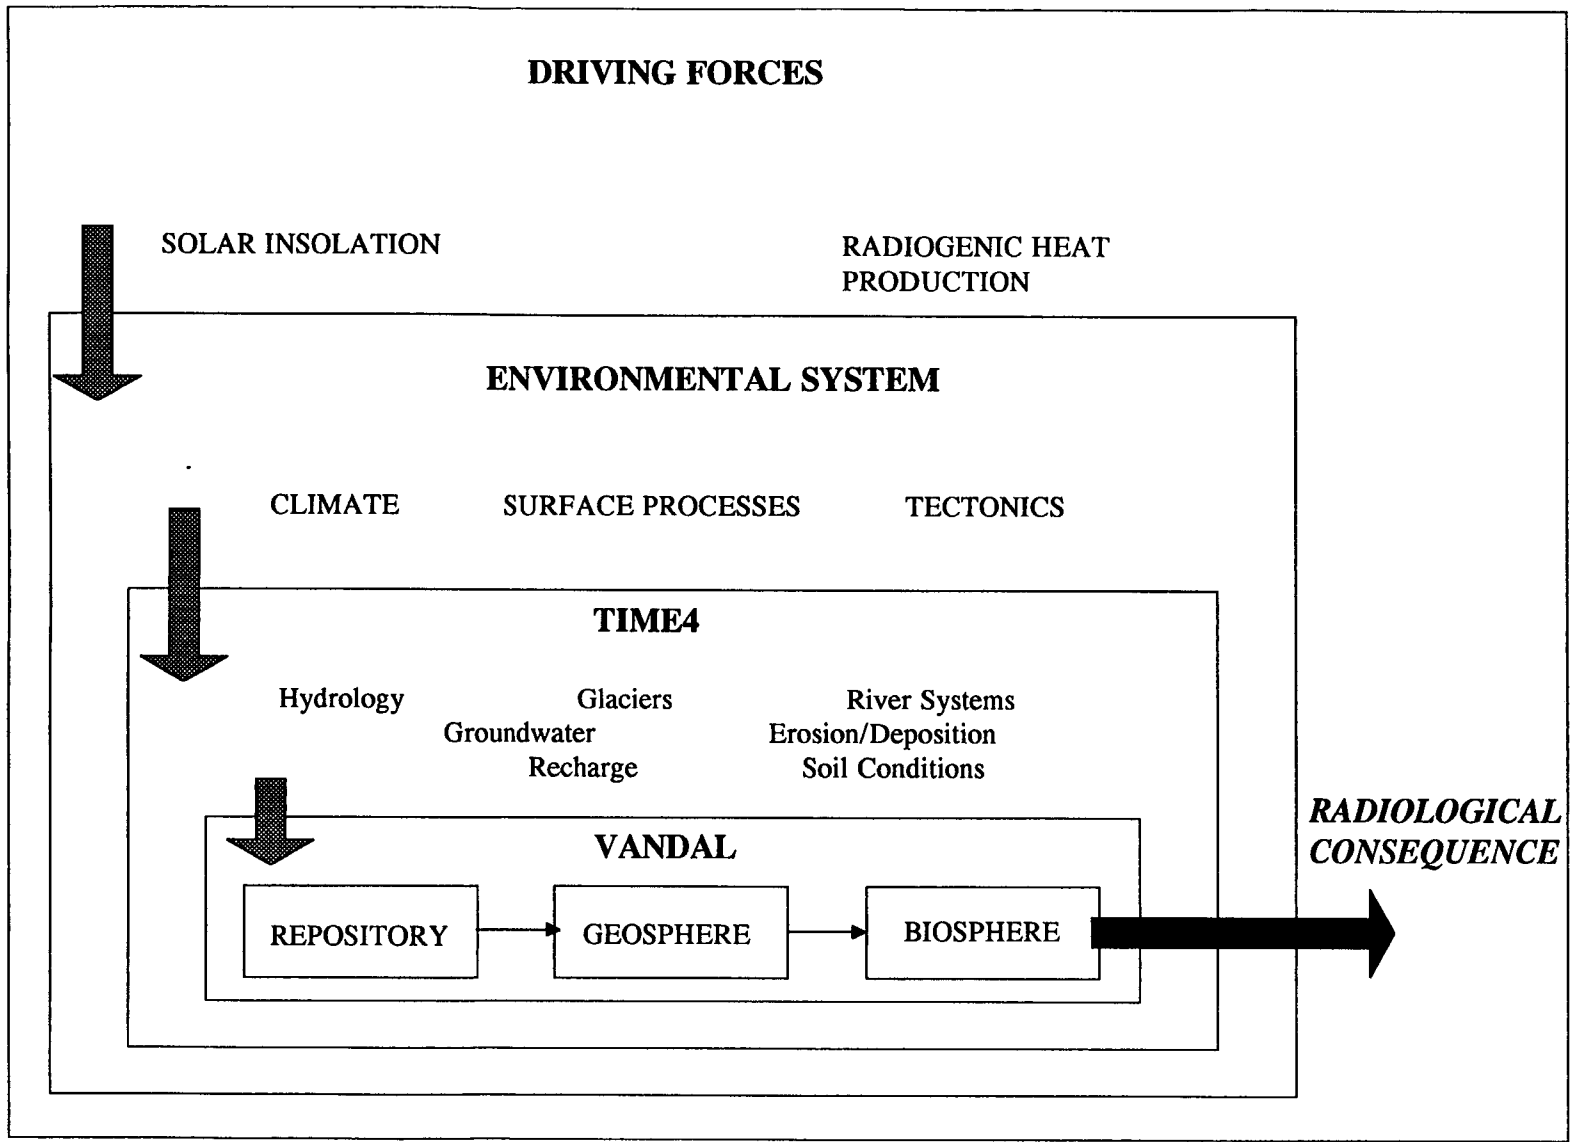 DRIVING FORCES
SOLAR INSOLATION
RADIOGENIC HEAT
PRODUCTION
ENVIRONMENTAL SYSTEM
CLIMATE
SURFACE PROCESSES
TECTONICS
TIME4
Hydrology
Glaciers
River Systems
Groundwater
Erosion/Deposition
Recharge
Soil Conditions
RADIOLOGICAL
CONSEQUENCE
VANDAL
REPOSITORY
GEOSPHERE
BIOSPHERE